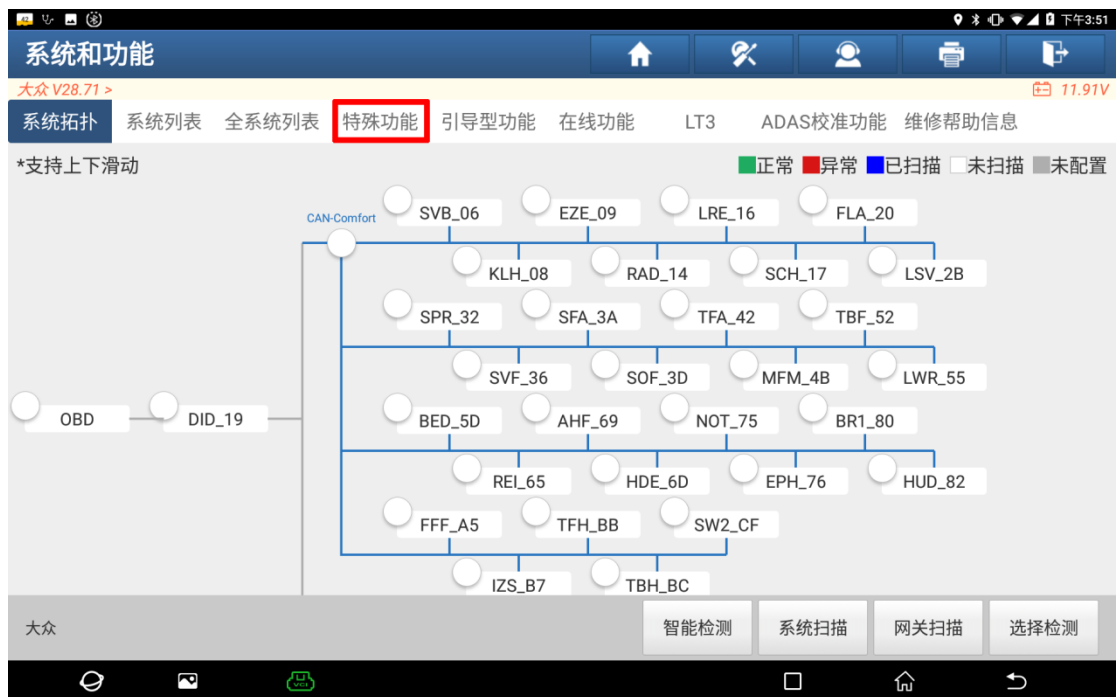 42 下午3:51
系统和功能
大众 V28.71 > 11.91V
系统拓扑 系统列表 全系统列表 特殊功能 引导型功能 在线功能 LT3 ADAS校准功能 维修帮助信息
*支持上下滑动 正常 异常 已扫描 未扫描 未配置
CAN-Comfort
SVB_06 EZE_09 LRE_16 FLA_20
KLH_08 RAD_14 SCH_17 LSV_2B
SPR_32 SFA_3A TFA_42 TBF_52
SVF_36 SOF_3D MFM_4B LWR_55
OBD DID_19 BED_5D AHF_69 NOT_75 BR1_80
REI_65 HDE_6D EPH_76 HUD_82
FFF_A5 TFH_BB SW2_CF
IZS_B7 TBH_BC
大众 智能检测 系统扫描 网关扫描 选择检测
VCI